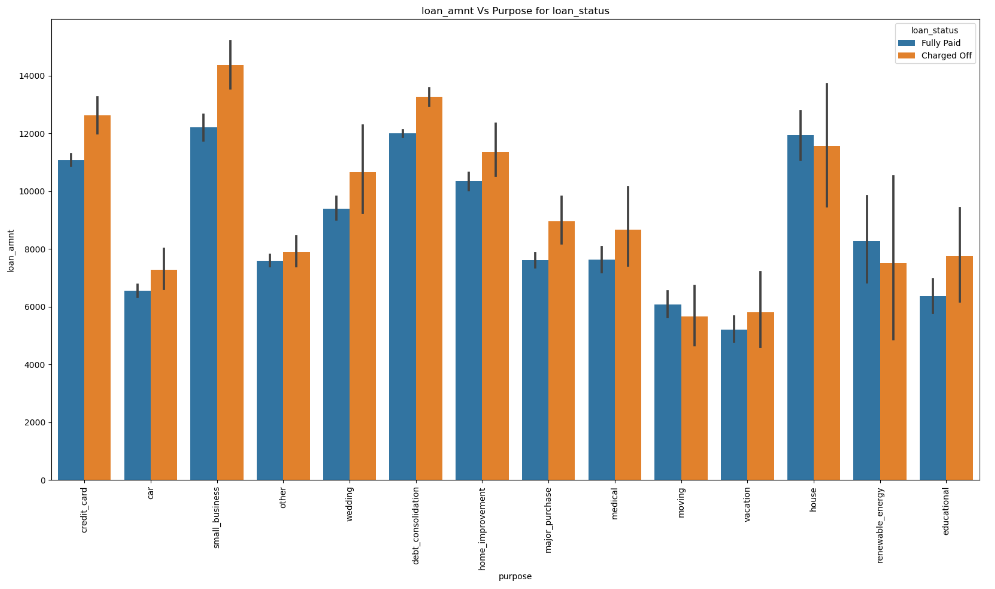 loan_amnt Vs Purpose for loan_status
loan_status
Fully Paid
Charged Off
loan_amnt
14000
12000
10000
8000
6000
4000
2000
0
credit_card
car
small_business
other
wedding
debt_consolidation
home_improvement
major_purchase
medical
moving
vacation
house
renewable_energy
educational
purpose